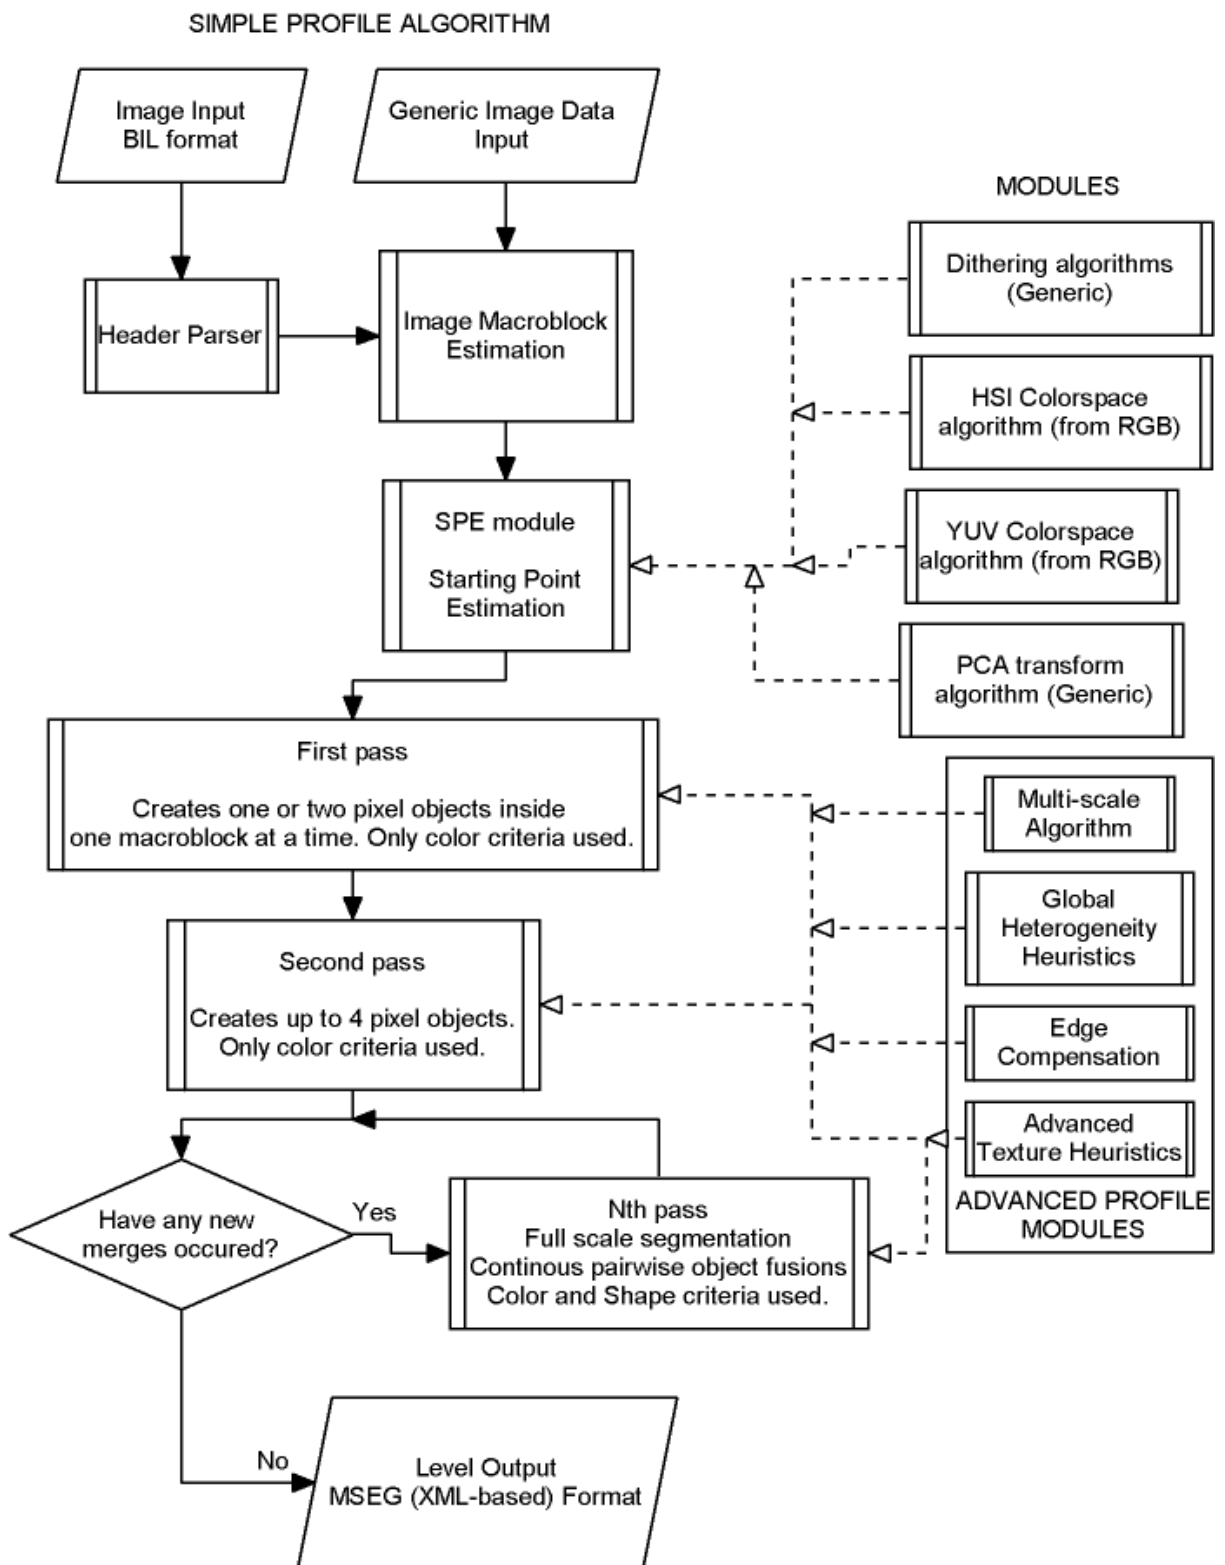 SIMPLE PROFILE ALGORITHM
Image Input
BIL format
Generic Image Data
Input
MODULES
Header Parser
Image Macroblock
Estimation
Dithering algorithms
(Generic)
HSI Colorspace
algorithm (from RGB)
SPE module
Starting Point
Estimation
YUV Colorspace
algorithm (from RGB)
PCA transform
algorithm (Generic)
First pass
Creates one or two pixel objects inside
one macroblock at a time. Only color criteria used.
Multi-scale
Algorithm
Global
Heterogeneity
Heuristics
Second pass
Creates up to 4 pixel objects.
Only color criteria used.
Edge
Compensation
Advanced
Texture Heuristics
ADVANCED PROFILE
MODULES
Have any new
merges occured?
Yes
Nth pass
Full scale segmentation
Continous pairwise object fusions
Color and Shape criteria used.
No
Level Output
MSEG (XML-based) Format